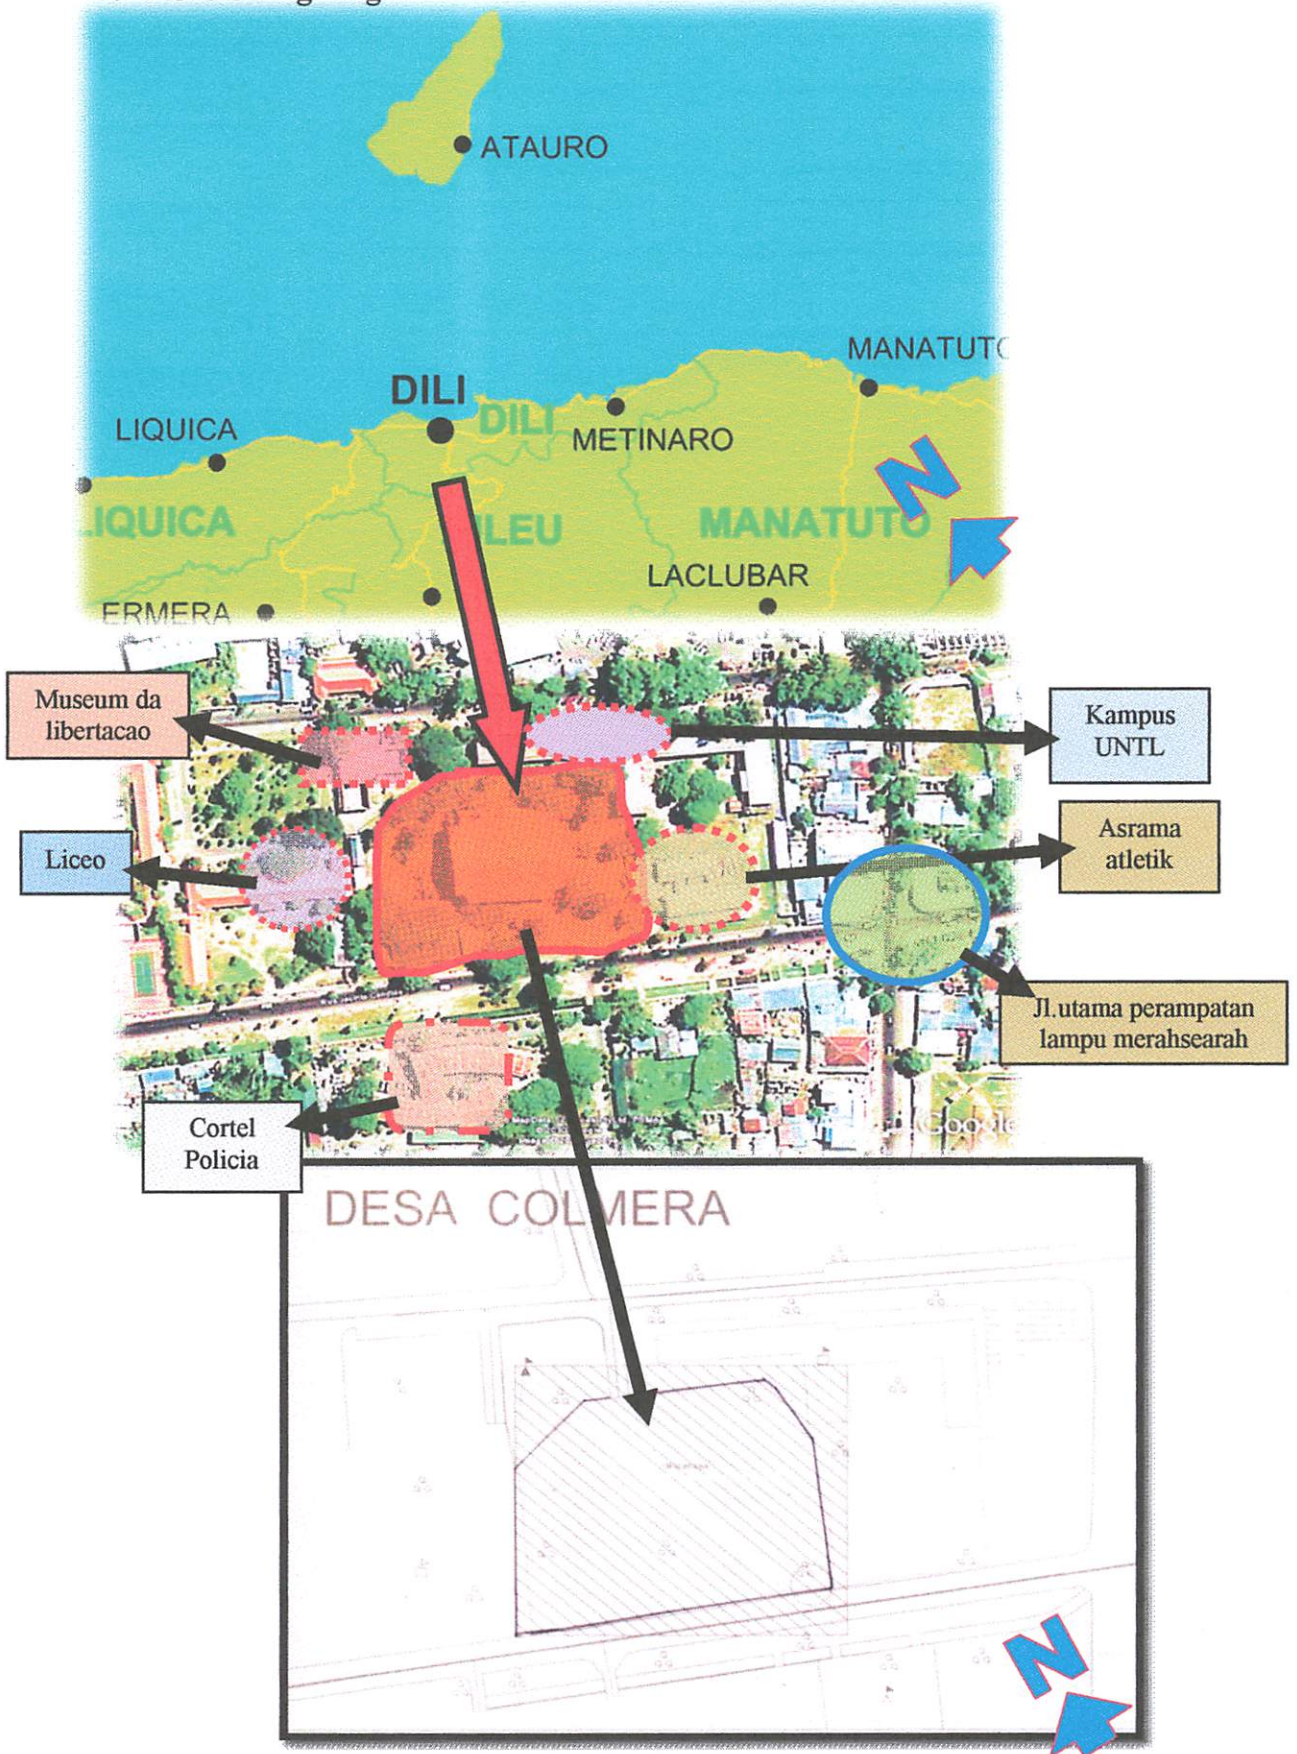 ATAURO
MANATUTO
DILI
DILI
LIQUICA
METINARO
LIQUICA
ILEU
MANATUTO
N
LACLUBAR
ERMERA
Museum da
libertacao
Kampus
UNTL
Liceo
Asrama
atletik
Jl.utama perampatan
lampu merahsearah
Cortel
Policia
Google
DESA COLMERA
N